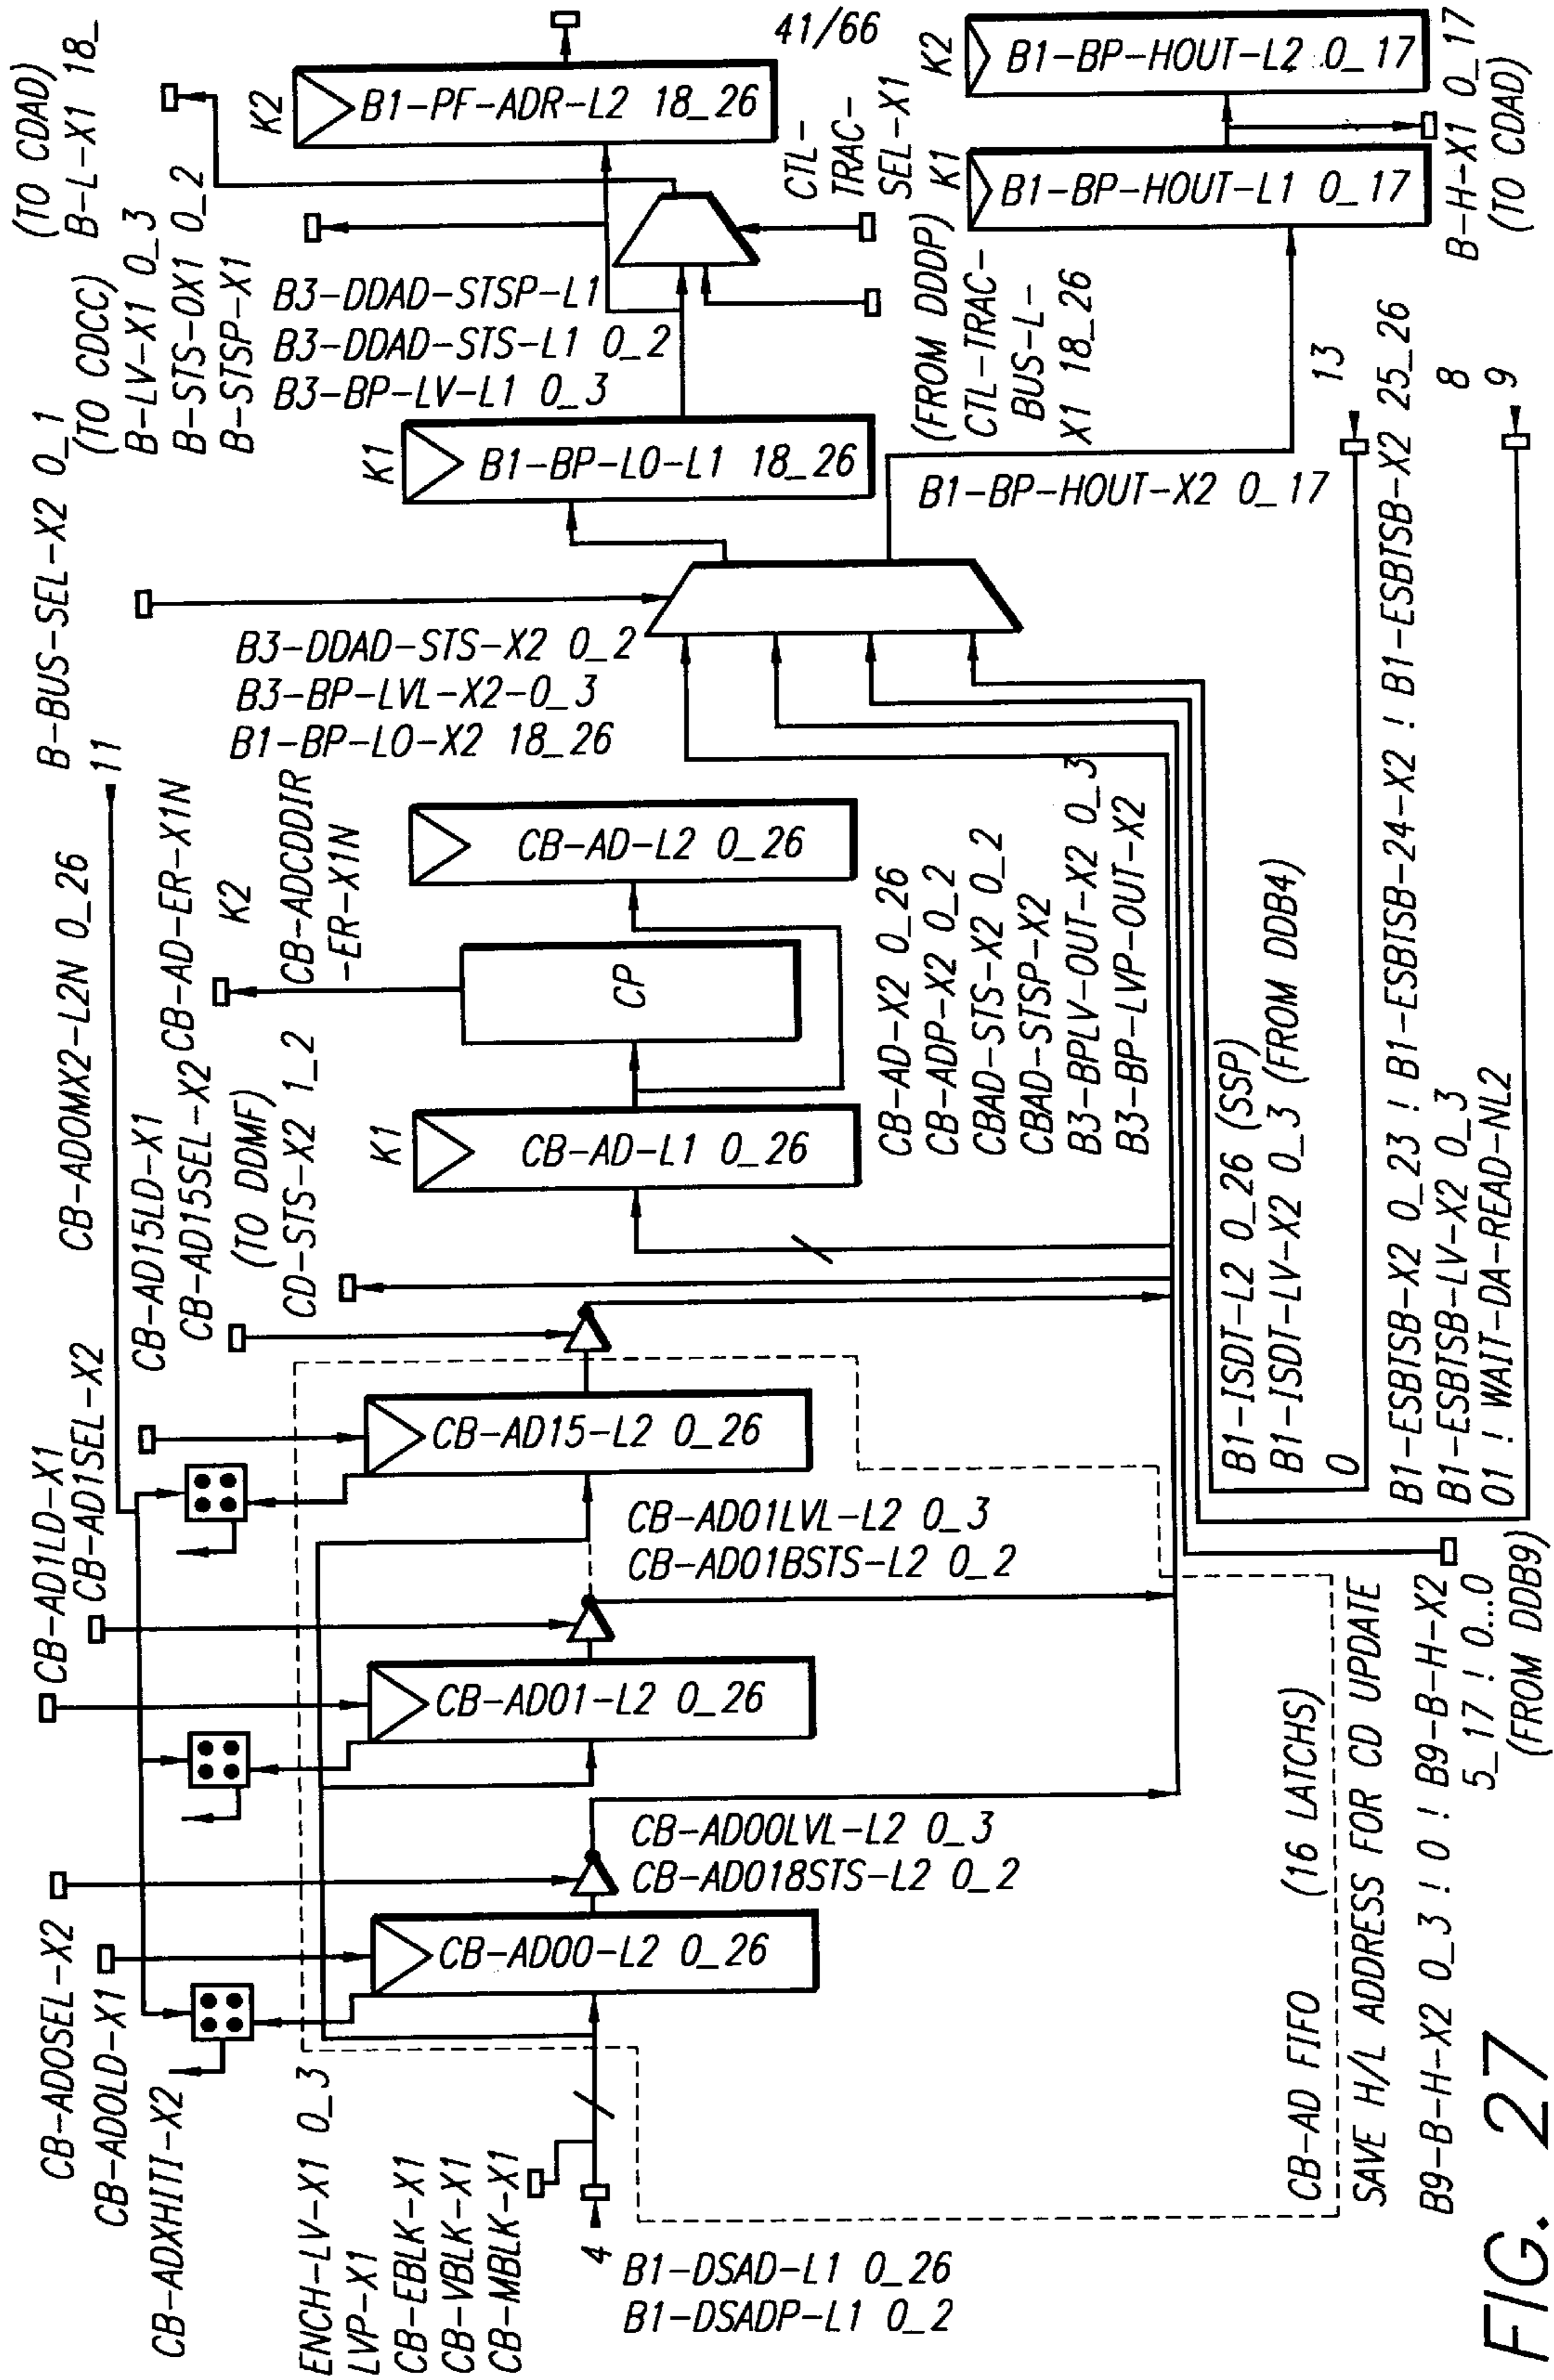 CB-AD0SEL-X2
CB-AD0LD-X1
CB-ADXHITI-X2
CB-AD1LD-X1
CB-AD1SEL-X2
CB-AD0MX2-L2N 0_26
11
CB-AD15LD-X1
CB-AD15SEL-X2
CB-AD-ER-X1N
(TO DDMF)
CD-STS-X2 1_2
K2
CB-ADCDDIR
-ER-X1N
B-BUS-SEL-X2 0_1
(TO CDCC)
B-LV-X1 0_3
B-STS-0X1 0_2
B-STSP-X1
(TO CDAD)
B-L-X1 18_
ENCH-LV-X1 0_3
LVP-X1
CB-EBLK-X1
CB-VBLK-X1
CB-MBLK-X1
4
B1-DSAD-L1 0_26
B1-DSADP-L1 0_2
CB-AD00-L2 0_26
CB-AD00LVL-L2 0_3
CB-AD018STS-L2 0_2
CB-AD01-L2 0_26
CB-AD01LVL-L2 0_3
CB-AD01BSTS-L2 0_2
CB-AD15-L2 0_26
K1
CB-AD-L1 0_26
CP
CB-AD-L2 0_26
CB-AD-X2 0_26
CB-ADP-X2 0_2
CBAD-STS-X2 0_2
CBAD-STSP-X2
B3-BPLV-OUT-X2 0_3
B3-BP-LVP-OUT-X2
B3-DDAD-STS-X2 0_2
B3-BP-LVL-X2-0_3
B1-BP-LO-X2 18_26
K1
B1-BP-LO-L1 18_26
B3-DDAD-STSP-L1
B3-DDAD-STS-L1 0_2
B3-BP-LV-L1 0_3
K2
B1-PF-ADR-L2 18_26
41/66
CTL-
TRAC-
SEL-X1
(FROM DDDP)
CTL-TRAC-
BUS-L-
X1 18_26
B1-BP-HOUT-X2 0_17
K1
B1-BP-HOUT-L1 0_17
K2
B1-BP-HOUT-L2 0_17
B-H-X1 0_17
(TO CDAD)
B1-ISDT-L2 0_26 (SSP)
B1-ISDT-LV-X2 0_3 (FROM DDB4)
0
13
B1-ESBTSB-X2 0_23 ! B1-ESBTSB-24-X2 ! B1-ESBTSB-X2 25_26
B1-ESBTSB-LV-X2 0_3
8
01 ! WAIT-DA-READ-NL2
9
CB-AD FIFO (16 LATCHS)
SAVE H/L ADDRESS FOR CD UPDATE
B9-B-H-X2 0_3 ! 0 ! B9-B-H-X2
5_17 ! 0...0
(FROM DDB9)
FIG. 27